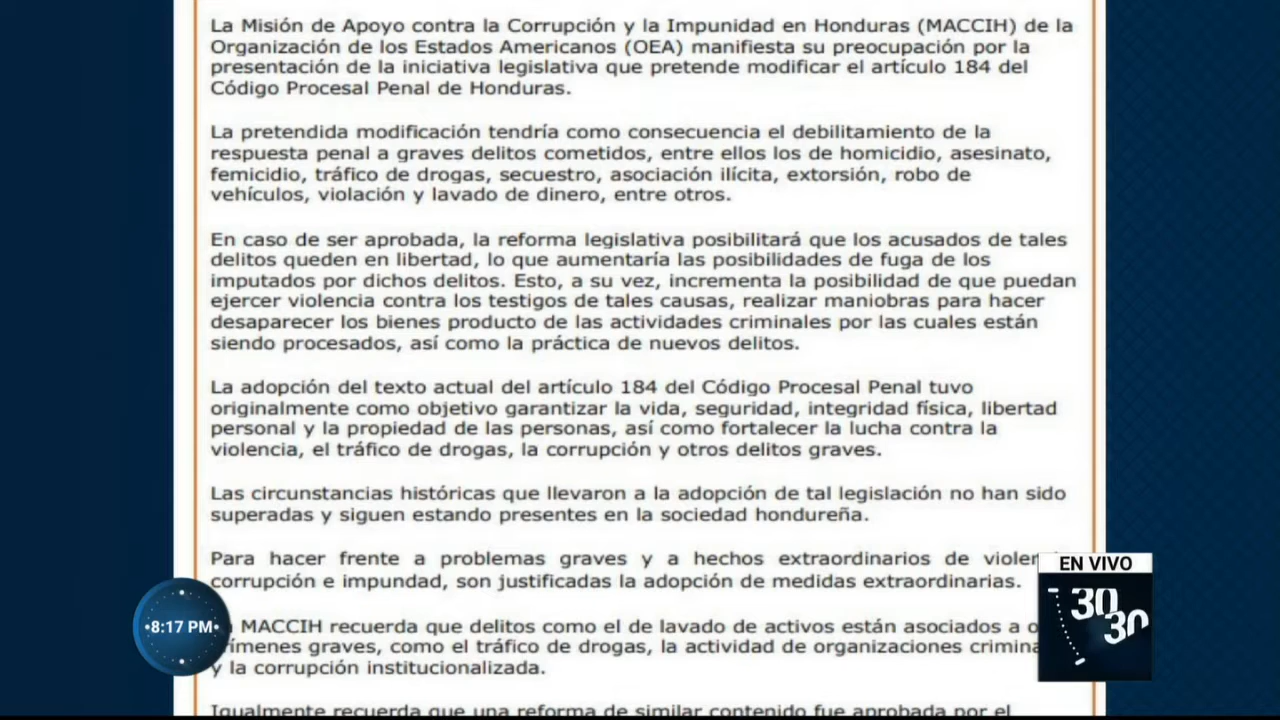 La Misión de Apoyo contra la Corrupción y la Impunidad en Honduras (MACCIH) de la
Organización de los Estados Americanos (OEA) manifiesta su preocupación por la
presentación de la iniciativa legislativa que pretende modificar el artículo 184 del
Código Procesal Penal de Honduras.
La pretendida modificación tendría como consecuencia el debilitamiento de la
respuesta penal a graves delitos cometidos, entre ellos los de homicidio, asesinato,
femicidio, tráfico de drogas, secuestro, asociación ilícita, extorsión, robo de
vehículos, violación y lavado de dinero, entre otros.
En caso de ser aprobada, la reforma legislativa posibilitará que los acusados de tales
delitos queden en libertad, lo que aumentaría las posibilidades de fuga de los
imputados por dichos delitos. Esto, a su vez, incrementa la posibilidad de que puedan
ejercer violencia contra los testigos de tales causas, realizar maniobras para hacer
desaparecer los bienes producto de las actividades criminales por las cuales están
siendo procesados, así como la práctica de nuevos delitos.
La adopción del texto actual del artículo 184 del Código Procesal Penal tuvo
originalmente como objetivo garantizar la vida, seguridad, integridad física, libertad
personal y la propiedad de las personas, así como fortalecer la lucha contra la
violencia, el tráfico de drogas, la corrupción y otros delitos graves.
Las circunstancias históricas que llevaron a la adopción de tal legislación no han sido
superadas y siguen estando presentes en la sociedad hondureña.
Para hacer frente a problemas graves y a hechos extraordinarios de
corrupción e impundad, son justificadas la adopción de medidas extraordinarias.
MACCIH recuerda que delitos como el de lavado de activos están asociados a
como el tráfico de drogas, la actividad de organizaciones
y la corrupción institucionalizada.
Igualmente recuerda que una reforma de similar contenido fue aprobada por el
•8:17 PM•
EN VIVO
30
30